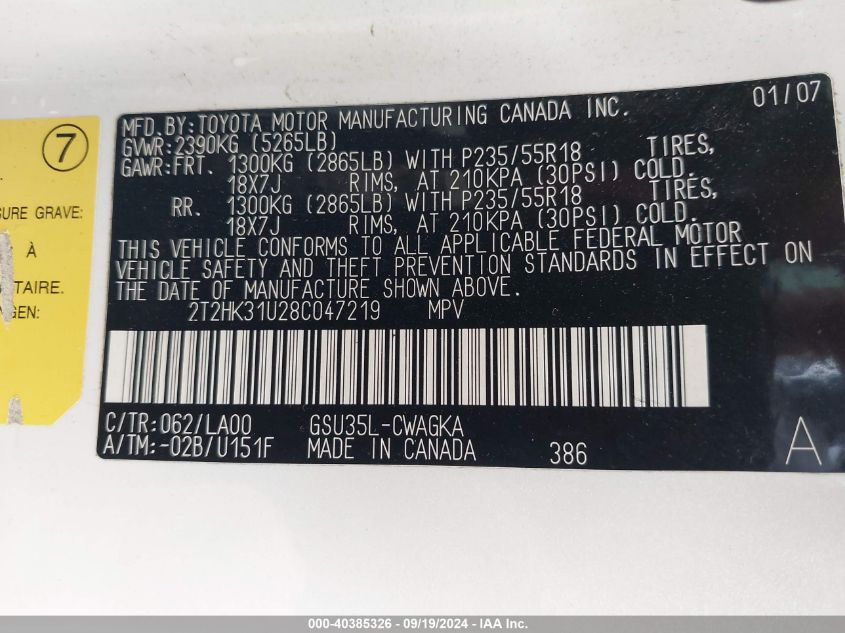 01/07
MFD.BY:TOYOTA MOTOR MANUFACTURING CANADA INC.
GVWR:2390KG (5265LB)
GAWR:FRT. 1300KG (2865LB) WITH P235/55R18 TIRES,
18X7J RIMS, AT 210KPA (30PSI) COLD.
RR. 1300KG (2865LB) WITH P235/55R18 TIRES,
18X7J RIMS, AT 210KPA (30PSI) COLD.
THIS VEHICLE CONFORMS TO ALL APPLICABLE FEDERAL MOTOR
VEHICLE SAFETY AND THEFT PREVENTION STANDARDS IN EFFECT ON
THE DATE OF MANUFACTURE SHOWN ABOVE.
2T2HK31U28C047219 MPV
C/TR:062/LA00 GSU35L-CWAGKA
A/TM:-02B/U151F MADE IN CANADA 386 A
7
GRAVE:
À
000-40385326 - 09/19/2024 - IAA Inc.